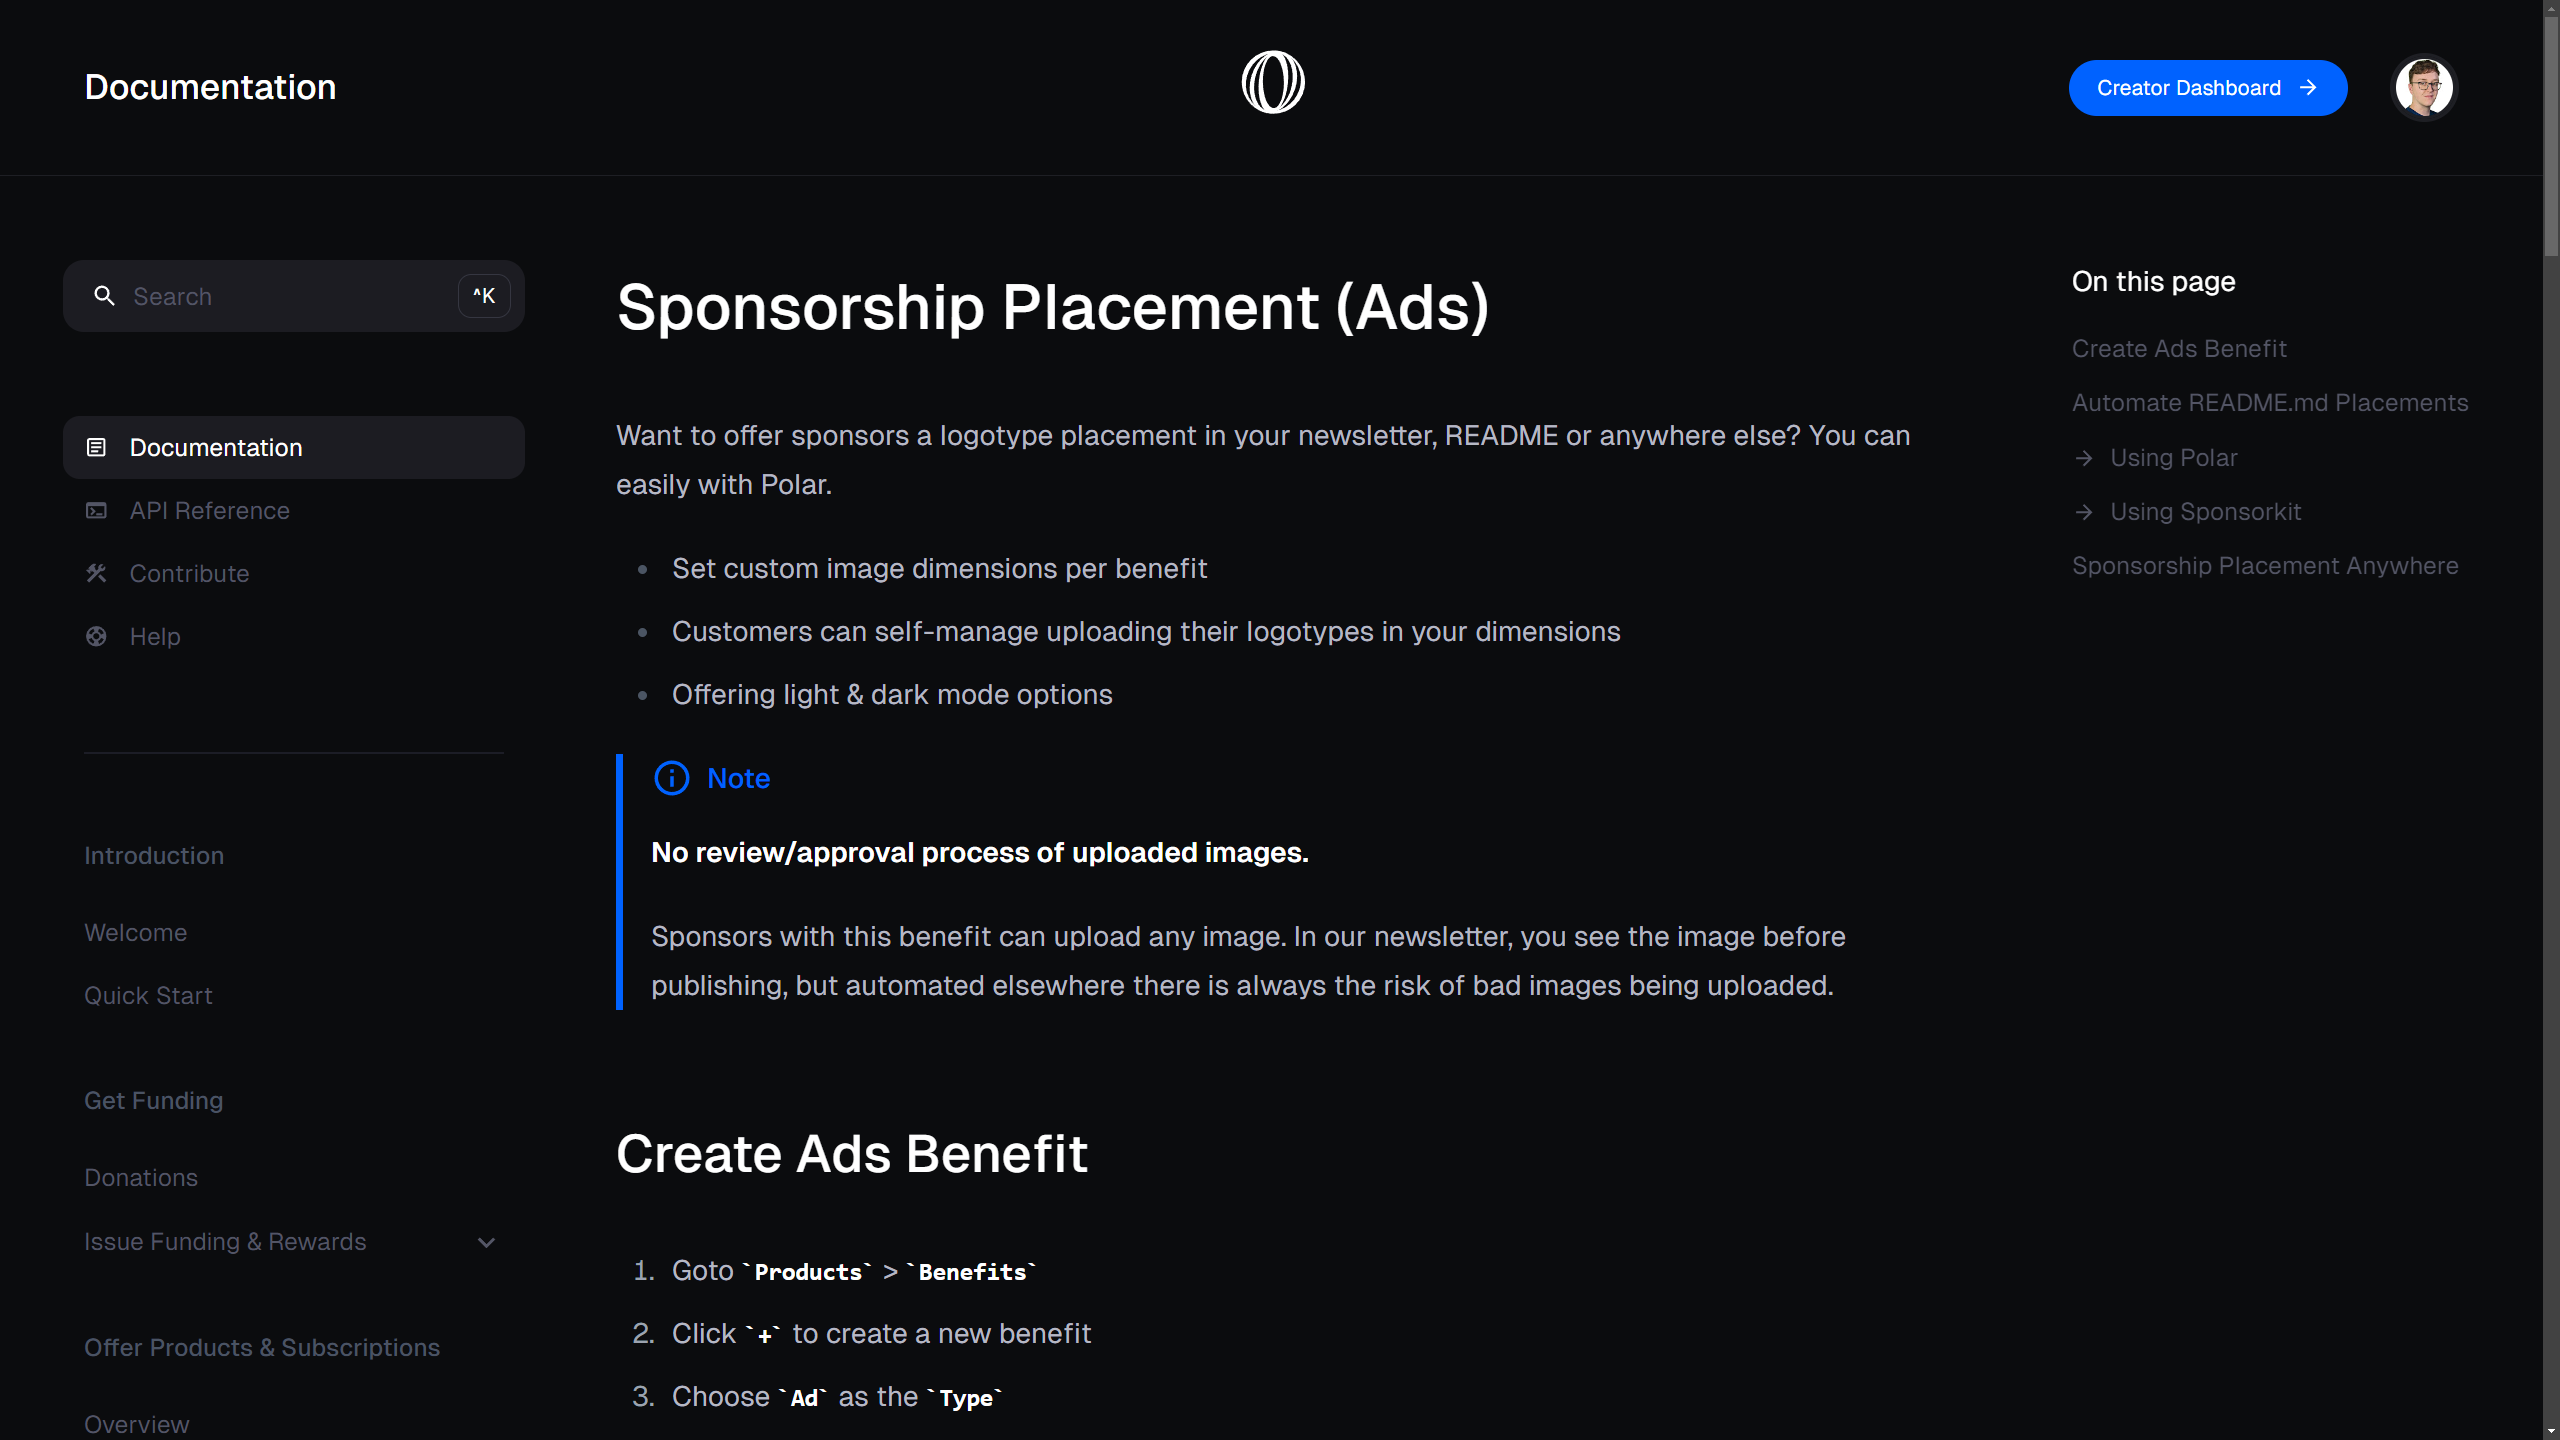 Documentation
Creator Dashboard
Search
^K
Documentation
API Reference
Contribute
Help
Introduction
Welcome
Quick Start
Get Funding
Donations
Issue Funding & Rewards
Offer Products & Subscriptions
Overview
Sponsorship Placement (Ads)
Want to offer sponsors a logotype placement in your newsletter, README or anywhere else? You can
easily with Polar.
• Set custom image dimensions per benefit
• Customers can self-manage uploading their logotypes in your dimensions
• Offering light & dark mode options
Note
No review/approval process of uploaded images.
Sponsors with this benefit can upload any image. In our newsletter, you see the image before
publishing, but automated elsewhere there is always the risk of bad images being uploaded.
Create Ads Benefit
1. Goto `Products` > `Benefits`
2. Click `+` to create a new benefit
3. Choose `Ad` as the `Type`
On this page
Create Ads Benefit
Automate README.md Placements
→ Using Polar
→ Using Sponsorkit
Sponsorship Placement Anywhere